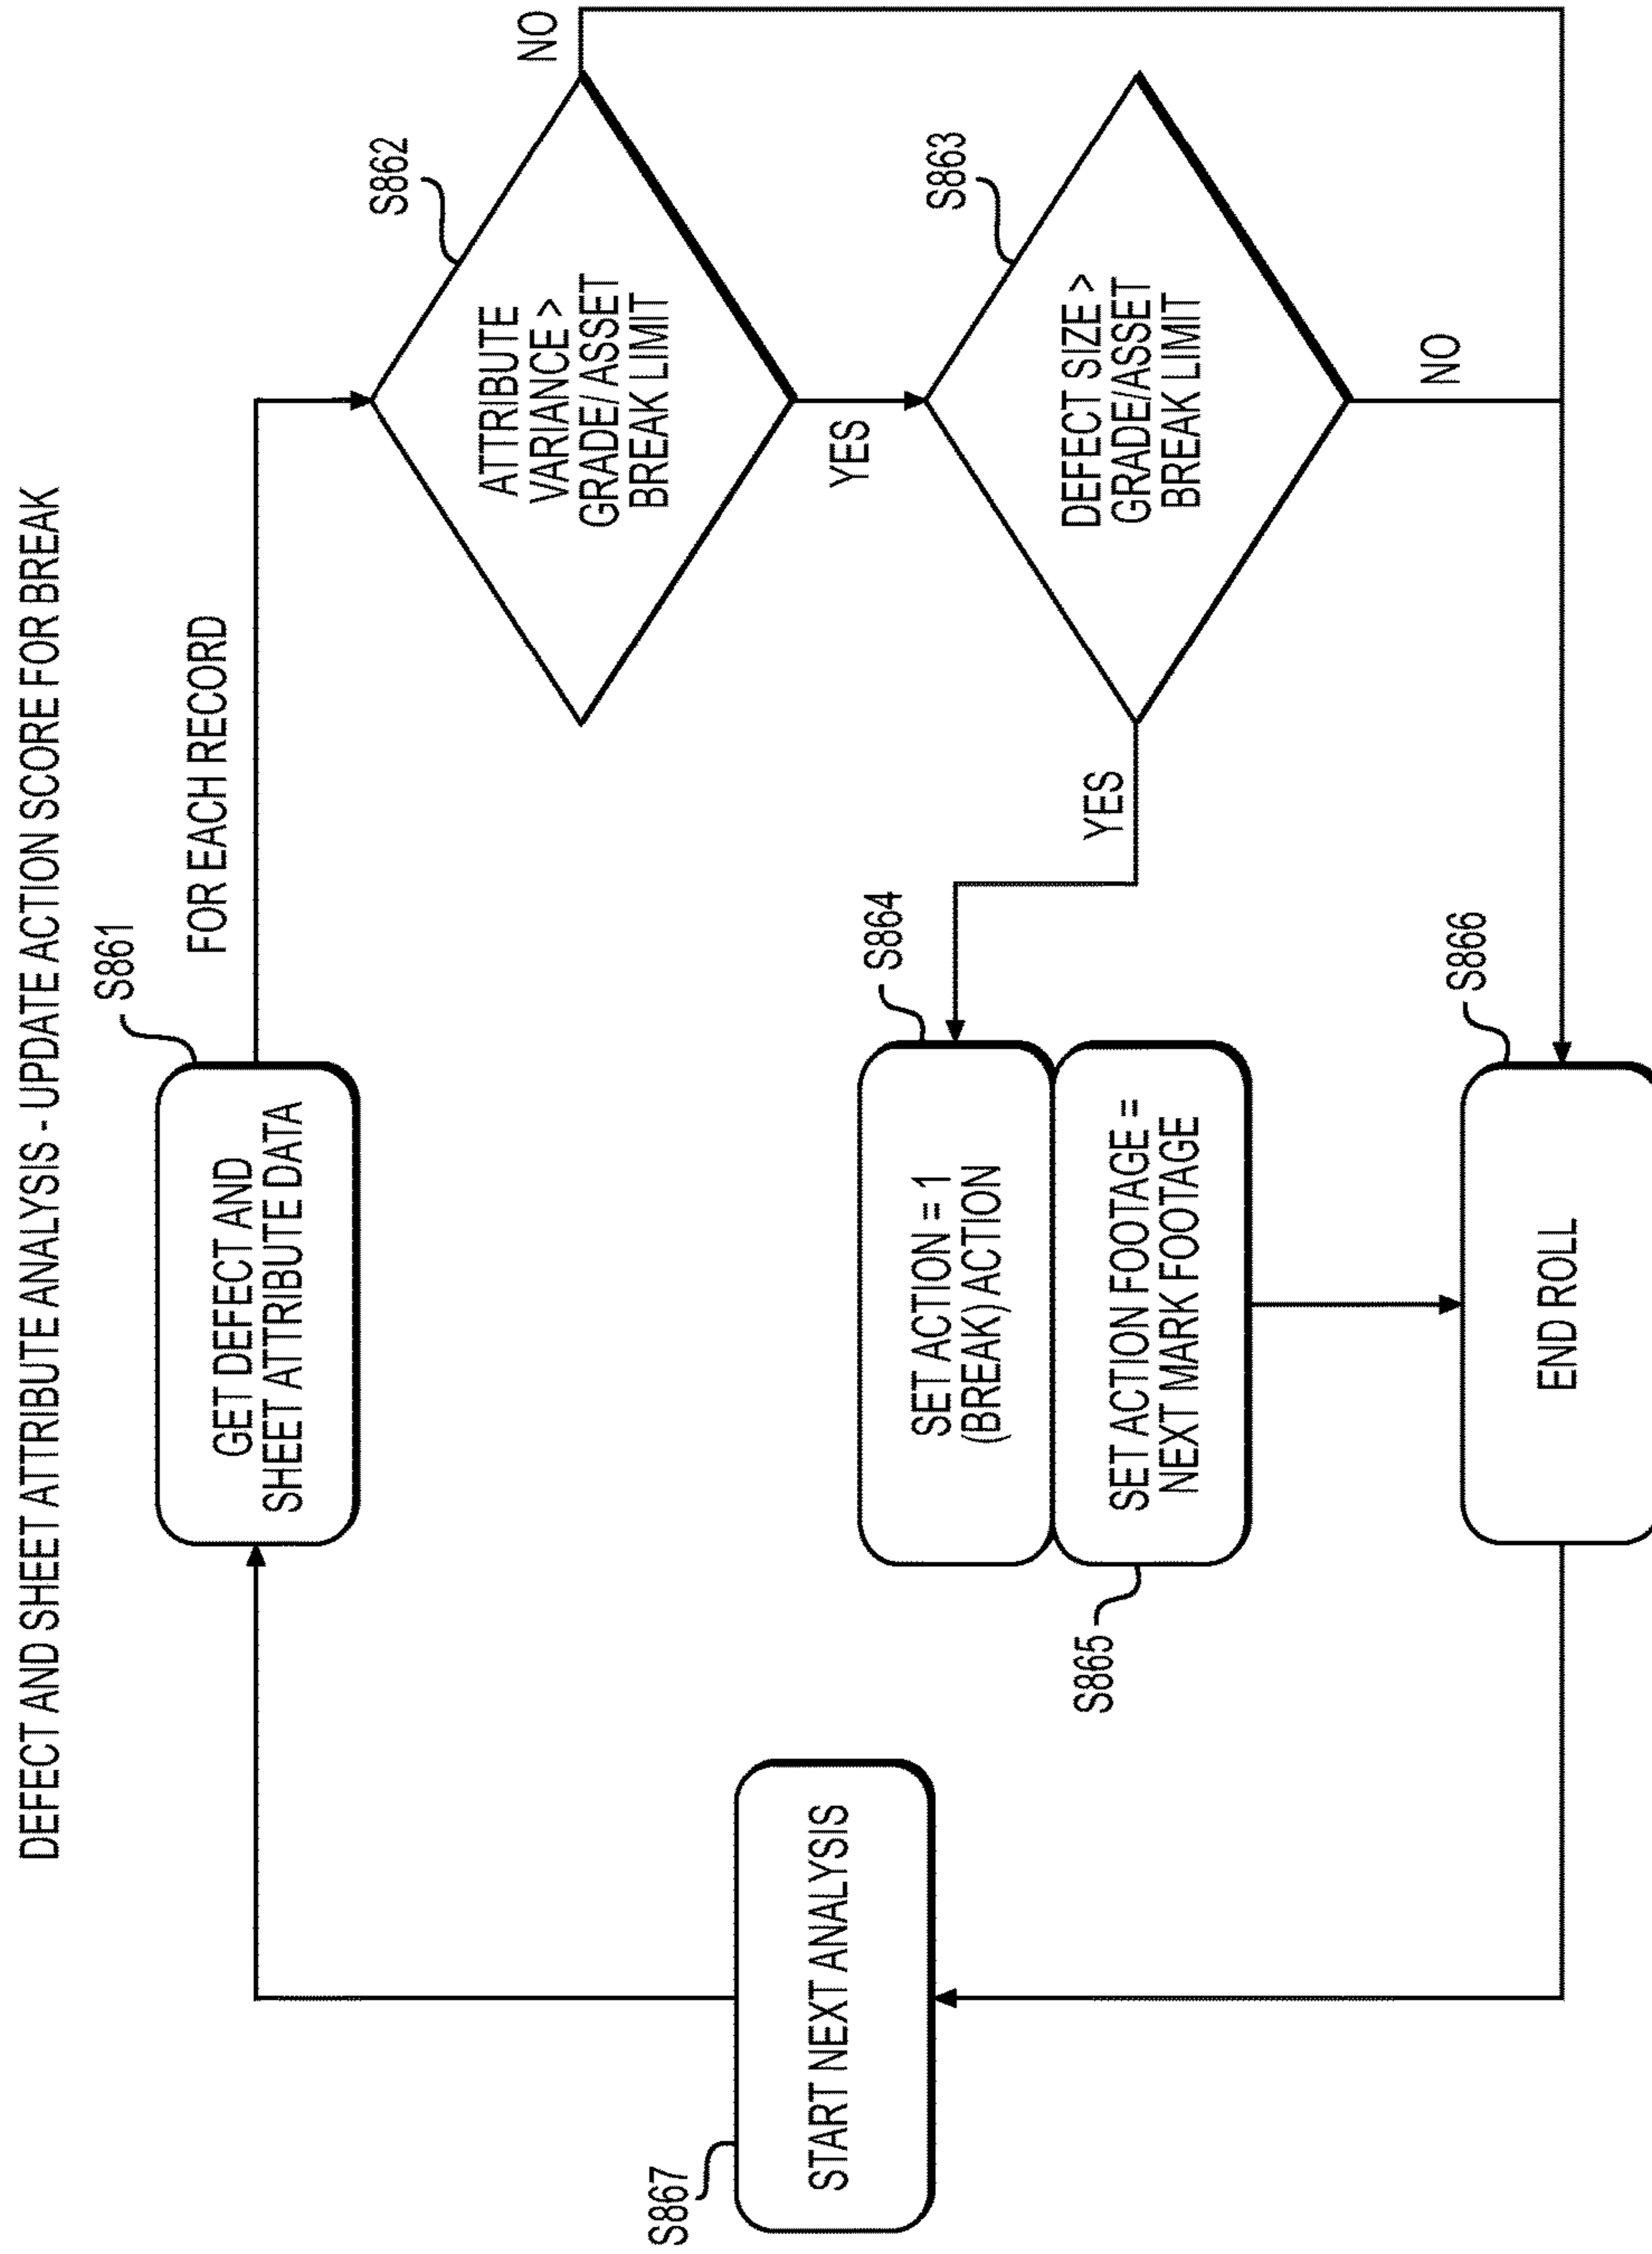 DEFECT AND SHEET ATTRIBUTE ANALYSIS - UPDATE ACTION SCORE FOR BREAK
S861
GET DEFECT AND
SHEET ATTRIBUTE DATA
FOR EACH RECORD
S862
ATTRIBUTE
VARIANCE >
GRADE/ ASSET
BREAK LIMIT
NO
YES
S863
DEFECT SIZE >
GRADE/ASSET
BREAK LIMIT
NO
YES
S864
SET ACTION = 1
(BREAK) ACTION
SET ACTION FOOTAGE =
NEXT MARK FOOTAGE
S865
S866
END ROLL
S867
START NEXT ANALYSIS